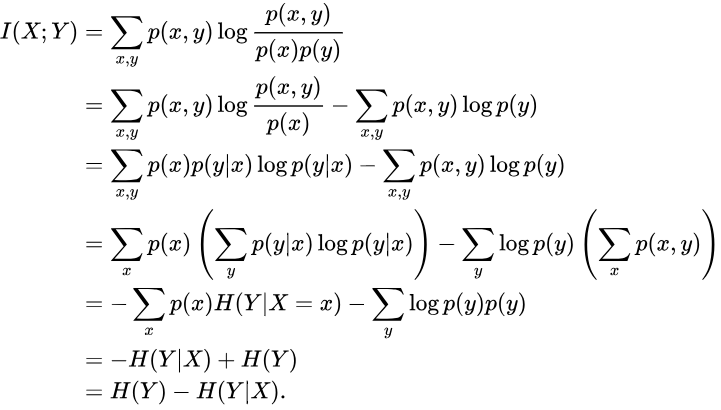 I(X;Y) = \sum_{x,y} p(x,y) \log \frac{p(x,y)}{p(x)p(y)}
= \sum_{x,y} p(x,y) \log \frac{p(x,y)}{p(x)} - \sum_{x,y} p(x,y) \log p(y)
= \sum_{x,y} p(x)p(y|x) \log p(y|x) - \sum_{x,y} p(x,y) \log p(y)
= \sum_{x} p(x) \left( \sum_{y} p(y|x) \log p(y|x) \right) - \sum_{y} \log p(y) \left( \sum_{x} p(x,y) \right)
= -\sum_{x} p(x) H(Y|X = x) - \sum_{y} \log p(y) p(y)
= -H(Y|X) + H(Y)
= H(Y) - H(Y|X).